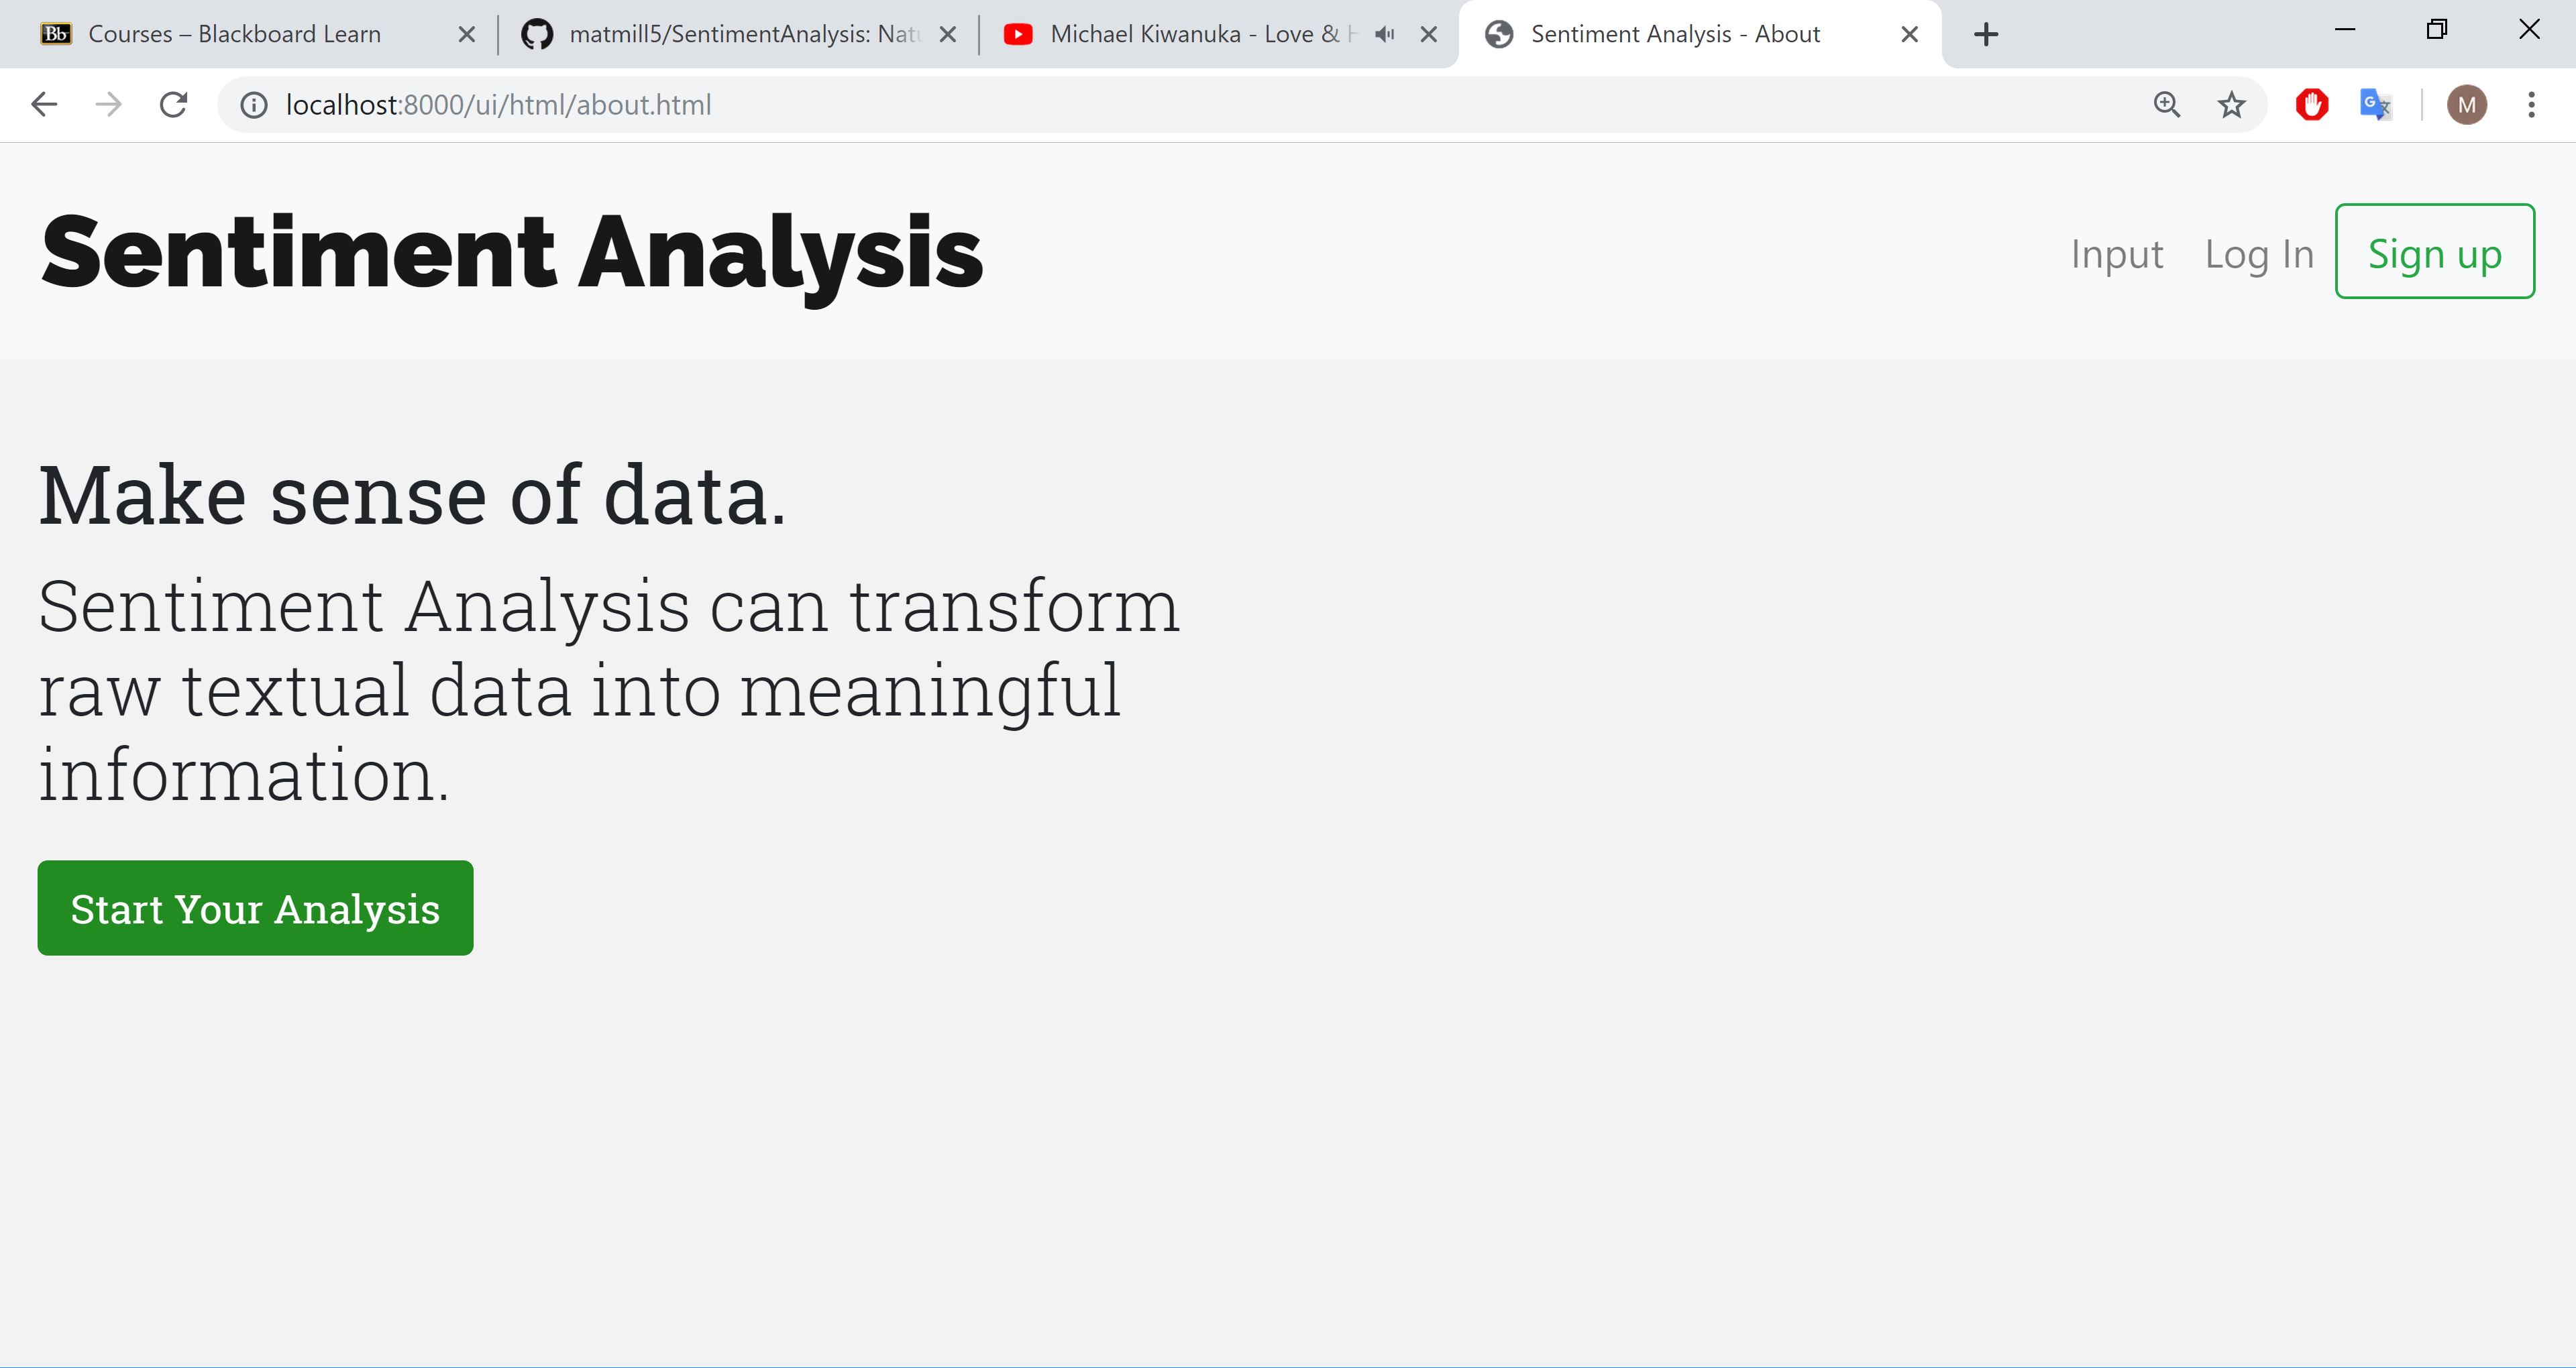 Bb Courses – Blackboard Learn
matmill5/SentimentAnalysis:
Michael Kiwanuka - Love &
Sentiment Analysis - About
localhost:8000/ui/html/about.html
M
Sentiment Analysis
Input Log In Sign up
Make sense of data.
Sentiment Analysis can transform
raw textual data into meaningful
information.
Start Your Analysis